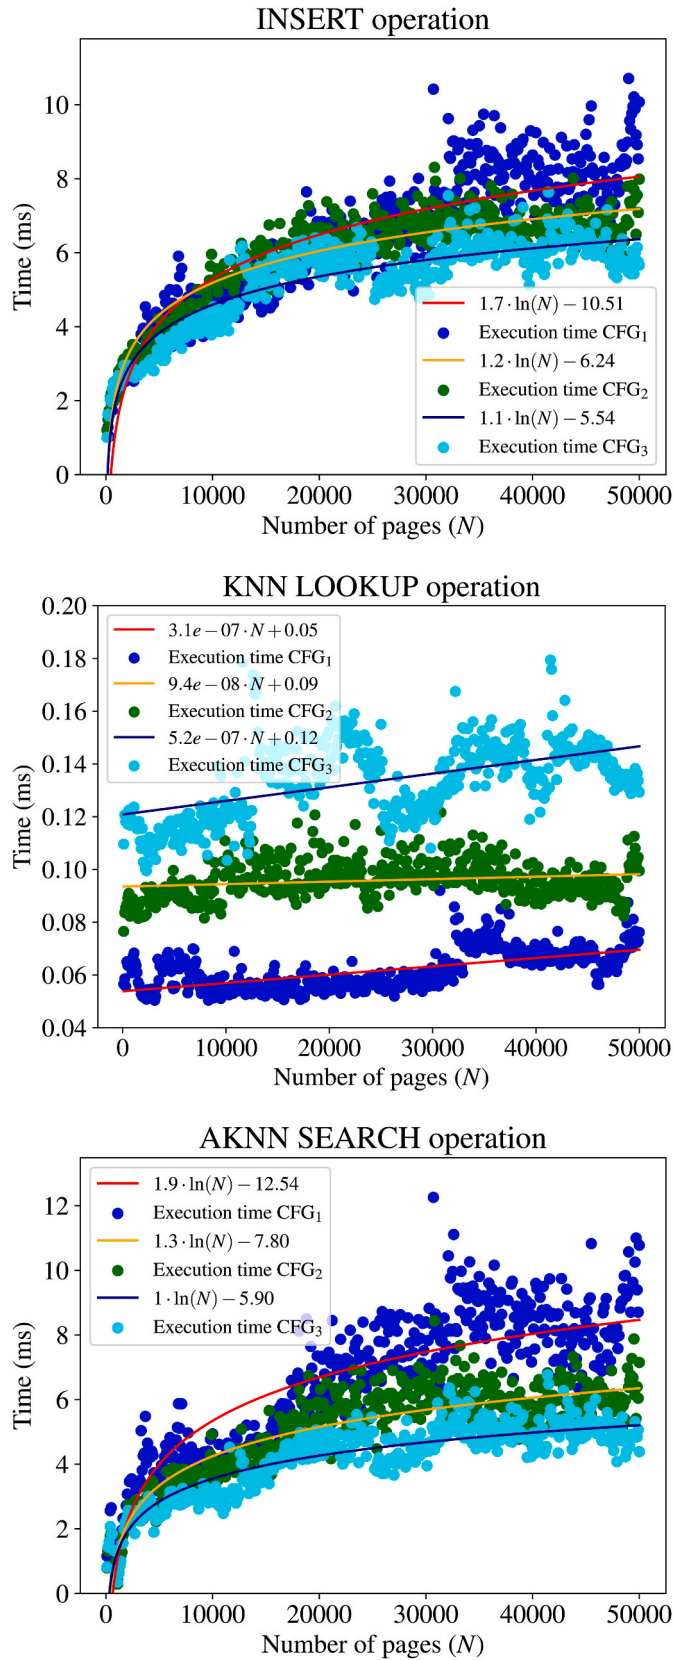 INSERT operation
10
8
6
4
2
0
Time (ms)
1.7 · ln(N) − 10.51
Execution time CFG₁
1.2 · ln(N) − 6.24
Execution time CFG₂
1.1 · ln(N) − 5.54
Execution time CFG₃
0 10000 20000 30000 40000 50000
Number of pages (N)
KNN LOOKUP operation
0.20
0.18
0.16
0.14
0.12
0.10
0.08
0.06
0.04
Time (ms)
3.1e − 07 · N + 0.05
Execution time CFG₁
9.4e − 08 · N + 0.09
Execution time CFG₂
5.2e − 07 · N + 0.12
Execution time CFG₃
0 10000 20000 30000 40000 50000
Number of pages (N)
AKNN SEARCH operation
12
10
8
6
4
2
0
Time (ms)
1.9 · ln(N) − 12.54
Execution time CFG₁
1.3 · ln(N) − 7.80
Execution time CFG₂
1 · ln(N) − 5.90
Execution time CFG₃
0 10000 20000 30000 40000 50000
Number of pages (N)